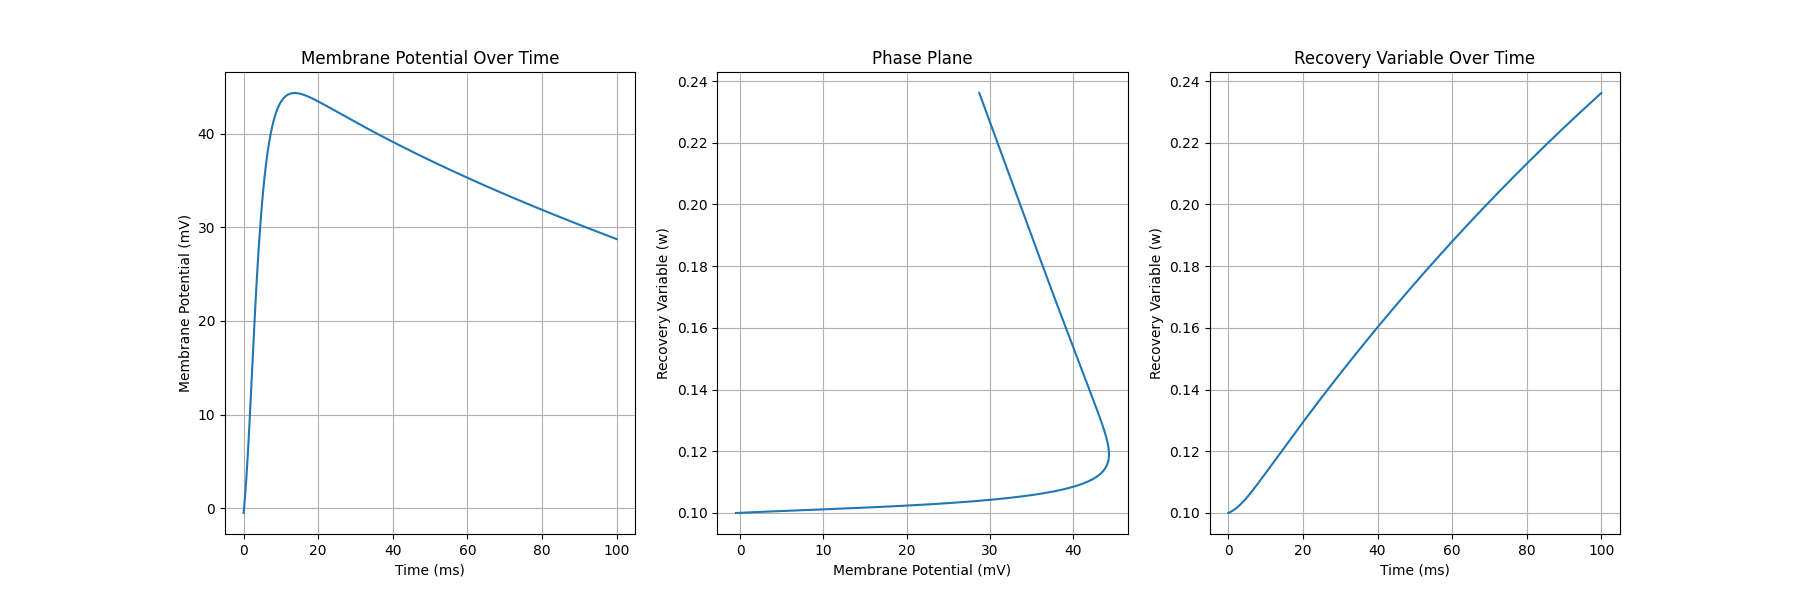 Membrane Potential Over Time
Membrane Potential (mV)
40
30
20
10
0
0 20 40 60 80 100
Time (ms)
Phase Plane
Recovery Variable (w)
0.24
0.22
0.20
0.18
0.16
0.14
0.12
0.10
0 10 20 30 40
Membrane Potential (mV)
Recovery Variable Over Time
Recovery Variable (w)
0.24
0.22
0.20
0.18
0.16
0.14
0.12
0.10
0 20 40 60 80 100
Time (ms)